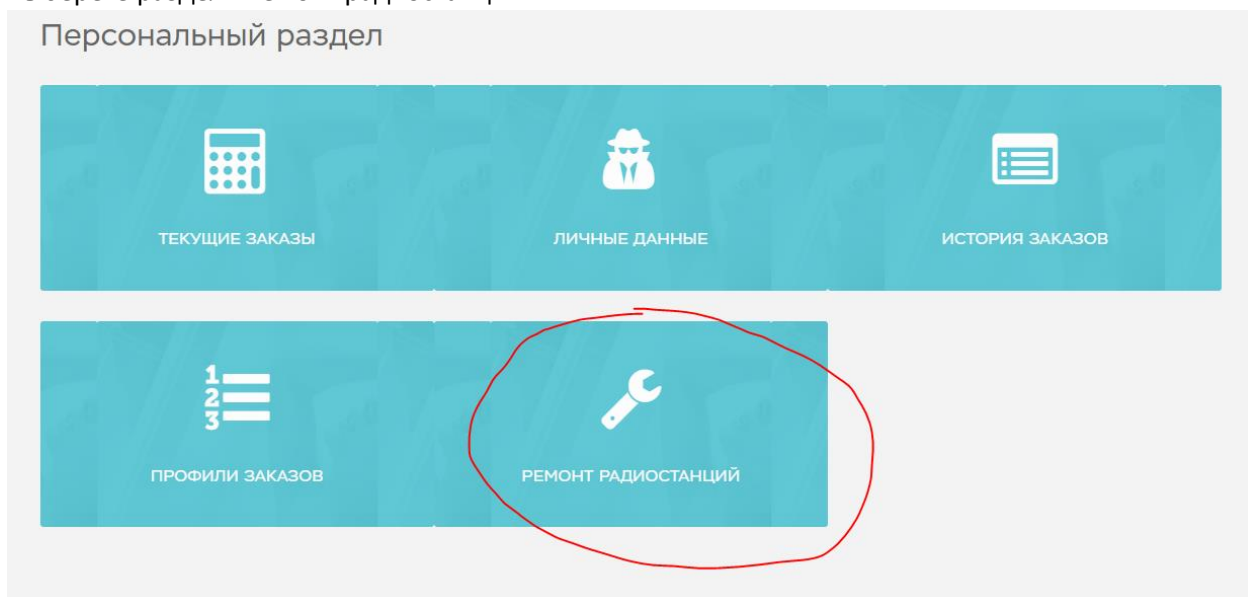 Персональный раздел
ТЕКУЩИЕ ЗАКАЗЫ
ЛИЧНЫЕ ДАННЫЕ
ИСТОРИЯ ЗАКАЗОВ
1
2
3
ПРОФИЛИ ЗАКАЗОВ
РЕМОНТ РАДИОСТАНЦИЙ